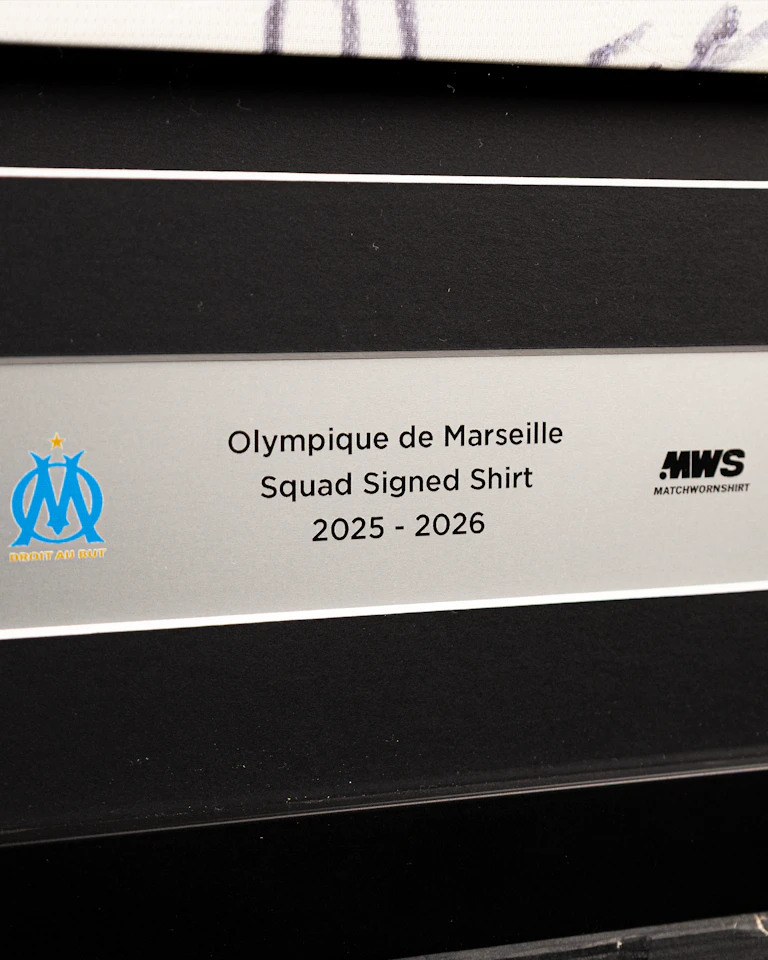 Olympique de Marseille
Squad Signed Shirt
2025 - 2026
DROIT AU BUT
MWS
MATCHWORNSHIRT